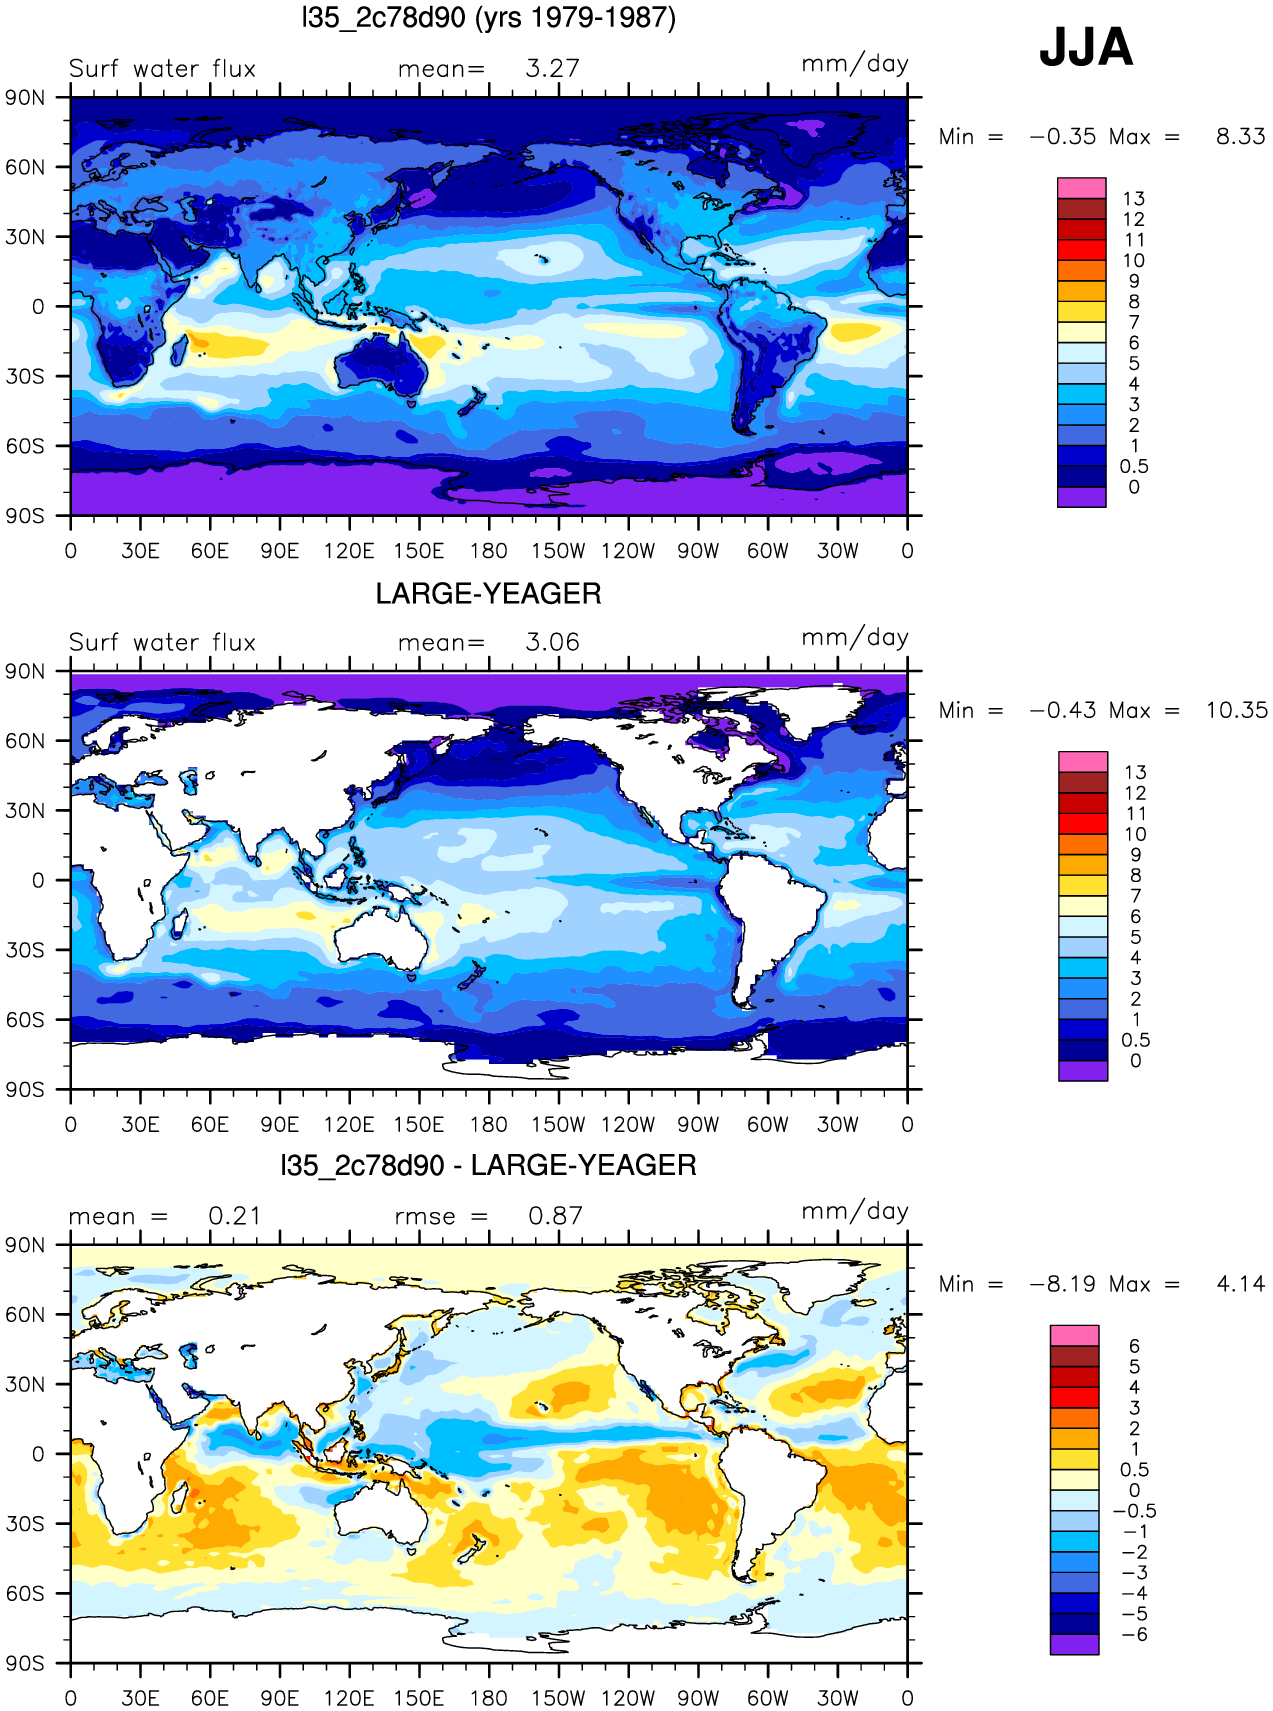 l35_2c78d90 (yrs 1979-1987)
JJA
Surf water flux mean= 3.27 mm/day
Min = −0.35 Max = 8.33
90N
60N
30N
0
30S
60S
90S
0 30E 60E 90E 120E 150E 180 150W 120W 90W 60W 30W 0
13
12
11
10
9
8
7
6
5
4
3
2
1
0.5
0
LARGE-YEAGER
Surf water flux mean= 3.06 mm/day
Min = −0.43 Max = 10.35
90N
60N
30N
0
30S
60S
90S
0 30E 60E 90E 120E 150E 180 150W 120W 90W 60W 30W 0
13
12
11
10
9
8
7
6
5
4
3
2
1
0.5
0
l35_2c78d90 - LARGE-YEAGER
mean = 0.21 rmse = 0.87 mm/day
Min = −8.19 Max = 4.14
90N
60N
30N
0
30S
60S
90S
0 30E 60E 90E 120E 150E 180 150W 120W 90W 60W 30W 0
6
5
4
3
2
1
0.5
0
−0.5
−1
−2
−3
−4
−5
−6